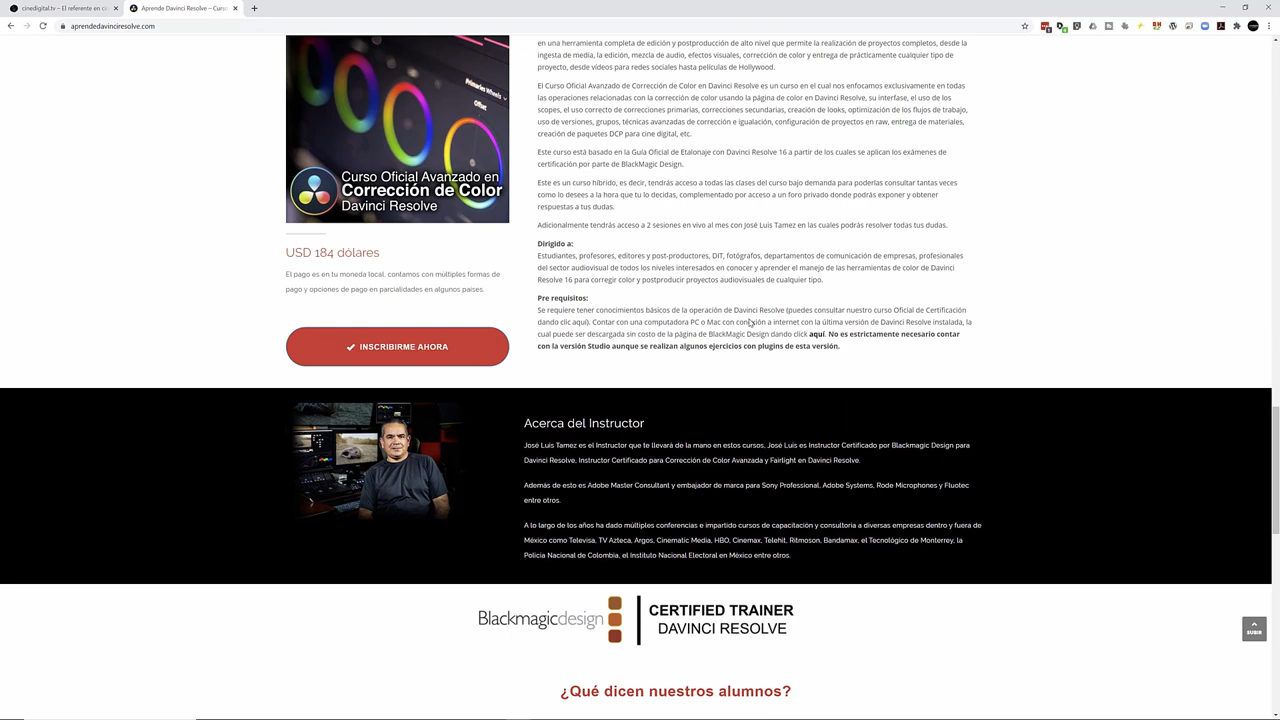 cinedigital.tv – El referente en ci
Aprende Davinci Resolve – Curso
aprendedavinciresolve.com
en una herramienta completa de edición y postproducción de alto nivel que permite la realización de proyectos completos, desde la
ingesta de media, la edición, mezcla de audio, efectos visuales, corrección de color y entrega de prácticamente cualquier tipo de
proyecto, desde vídeos para redes sociales hasta películas de Hollywood.
El Curso Oficial Avanzado de Corrección de Color en Davinci Resolve es un curso en el cual nos enfocamos exclusivamente en todas
las operaciones relacionadas con la corrección de color usando la página de color en Davinci Resolve, su interfase, el uso de los
scopes, el uso correcto de correcciones primarias, correcciones secundarias, creación de looks, optimización de los flujos de trabajo,
uso de versiones, grupos, técnicas avanzadas de corrección e igualación, configuración de proyectos en raw, entrega de materiales,
creación de paquetes DCP para cine digital, etc.
Este curso está basado en la Guía Oficial de Etalonaje con Davinci Resolve 16 a partir de los cuales se aplican los exámenes de
certificación por parte de BlackMagic Design.
Este es un curso híbrido, es decir, tendrás acceso a todas las clases del curso bajo demanda para poderlas consultar tantas veces
como lo desees a la hora que tu lo decidas, complementado por acceso a un foro privado donde podrás exponer y obtener
respuestas a tus dudas.
Adicionalmente tendrás acceso a 2 sesiones en vivo al mes con José Luis Tamez en las cuales podrás resolver todas tus dudas.
Dirigido a:
Estudiantes, profesores, editores y post-productores, DIT, fotógrafos, departamentos de comunicación de empresas, profesionales
del sector audiovisual de todos los niveles interesados en conocer y aprender el manejo de las herramientas de color de Davinci
Resolve 16 para corregir color y postproducir proyectos audiovisuales de cualquier tipo.
Pre requisitos:
Se requiere tener conocimientos básicos de la operación de Davinci Resolve (puedes consultar nuestro curso Oficial de Certificación
dando clic aquí). Contar con una computadora PC o Mac con conexión a internet con la última versión de Davinci Resolve instalada, la
cual puede ser descargada sin costo de la página de BlackMagic Design dando click aquí. No es estrictamente necesario contar
con la versión Studio aunque se realizan algunos ejercicios con plugins de esta versión.
Primaries Wheels
Offset
Curso Oficial Avanzado en
Corrección de Color
Davinci Resolve
USD 184 dólares
El pago es en tu moneda local, contamos con múltiples formas de
pago y opciones de pago en parcialidades en algunos países.
INSCRIBIRME AHORA
Acerca del Instructor
José Luis Tamez es el Instructor que te llevará de la mano en estos cursos, José Luis es Instructor Certificado por Blackmagic Design para
Davinci Resolve, Instructor Certificado para Corrección de Color Avanzada y Fairlight en Davinci Resolve.
Además de esto es Adobe Master Consultant y embajador de marca para Sony Professional, Adobe Systems, Rode Microphones y Fluotec
entre otros.
A lo largo de los años ha dado múltiples conferencias e impartido cursos de capacitación y consultoría a diversas empresas dentro y fuera de
México como Televisa, TV Azteca, Argos, Cinematic Media, HBO, Cinemax, Telehit, Ritmoson, Bandamax, el Tecnológico de Monterrey, la
Policía Nacional de Colombia, el Instituto Nacional Electoral en México entre otros.
Blackmagicdesign
CERTIFIED TRAINER
DAVINCI RESOLVE
SUBIR
¿Qué dicen nuestros alumnos?